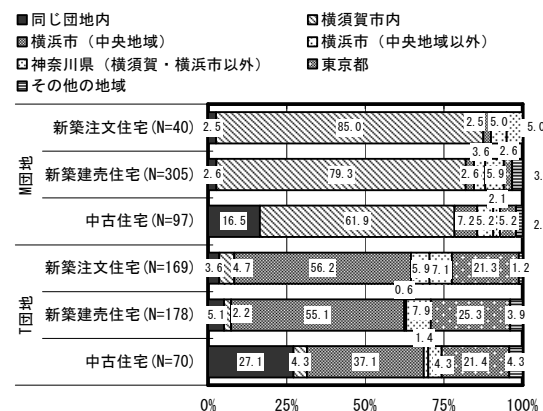 同じ団地内 横須賀市内
横浜市（中央地域） 横浜市（中央地域以外）
神奈川県（横須賀・横浜市以外） 東京都
その他の地域
M団地
新築注文住宅(N=40) 2.5 85.0 2.5 5.0 5.0
新築建売住宅(N=305) 2.6 79.3 2.6 3.6 5.9 2.6 3.
中古住宅(N=97) 16.5 61.9 7.2 5.2 2.1 5.2 2.
T団地
新築注文住宅(N=169) 3.6 4.7 56.2 5.9 7.1 21.3 1.2
新築建売住宅(N=178) 5.1 2.2 55.1 0.6 7.9 25.3 3.9
中古住宅(N=70) 27.1 4.3 37.1 1.4 4.3 21.4 4.3
0% 25% 50% 75% 100%